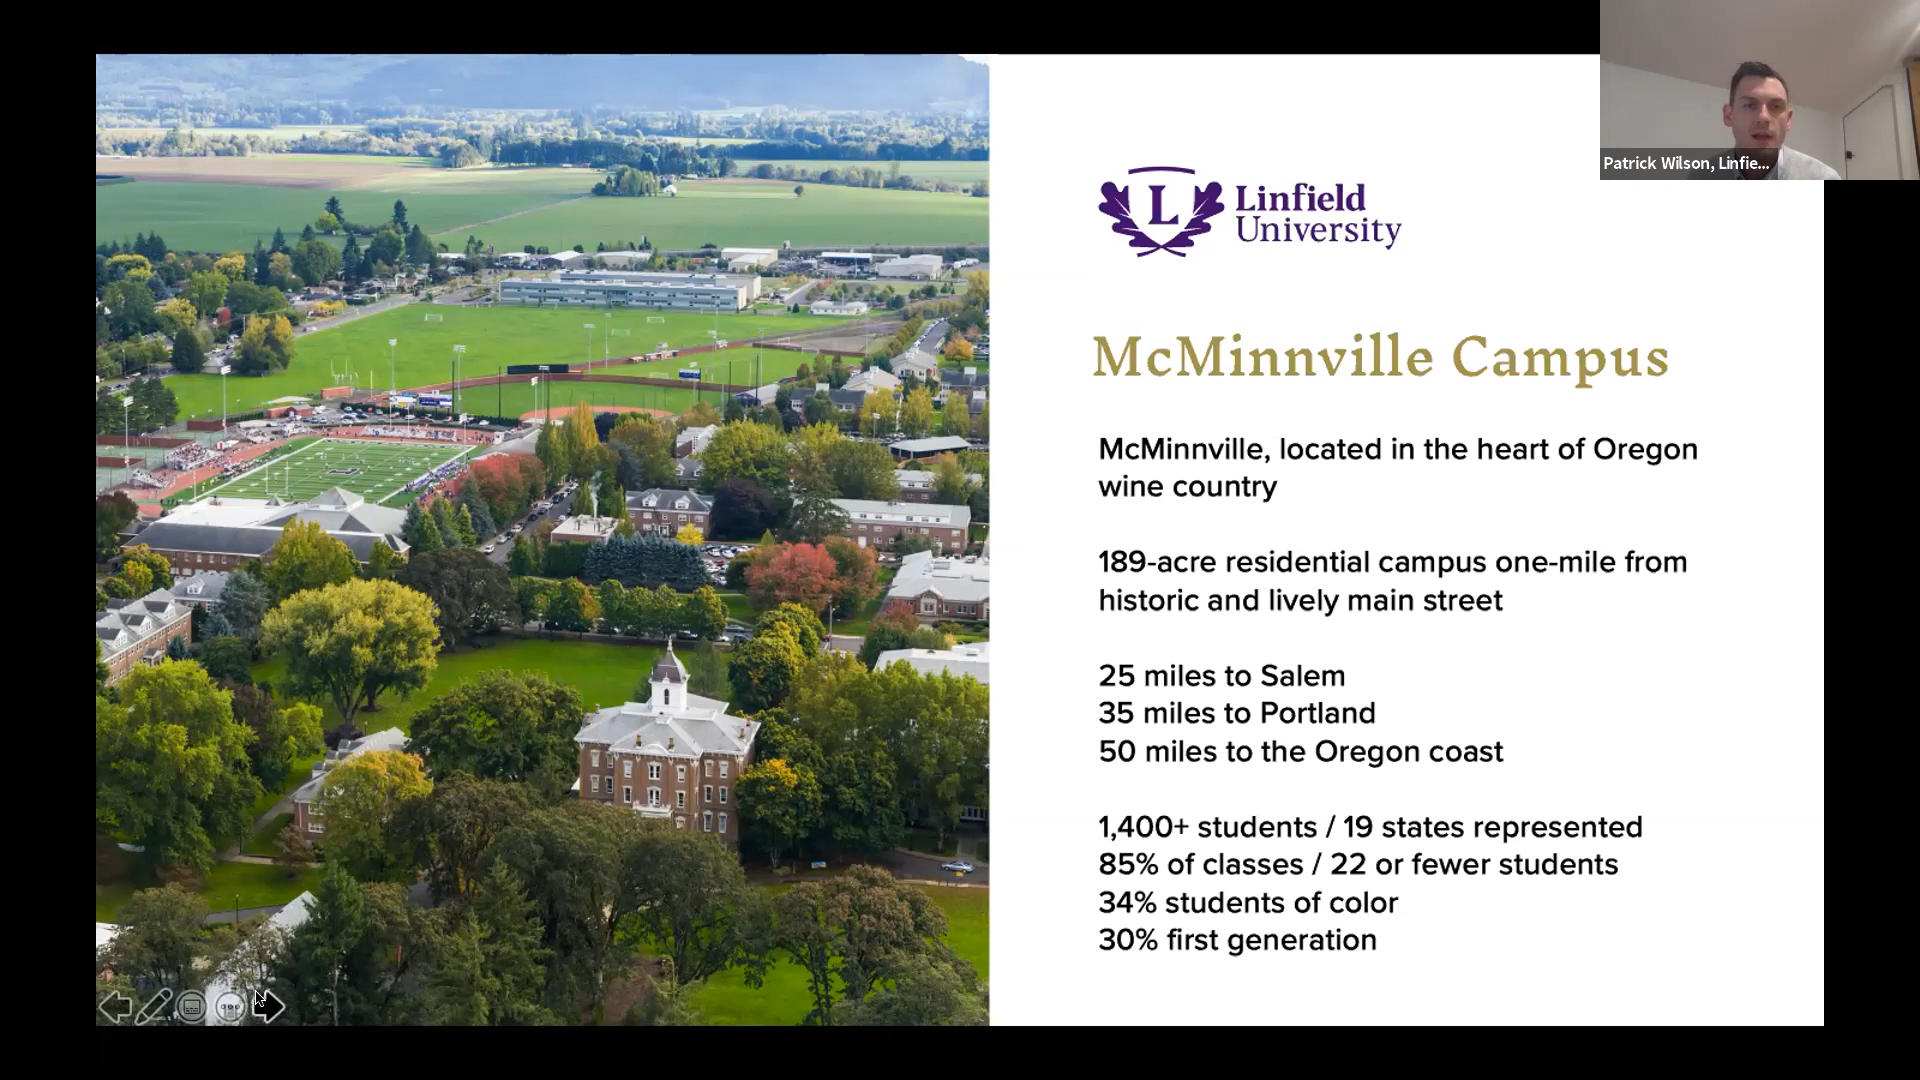 Patrick Wilson, Linfie...
L
Linfield
University
McMinnville Campus
McMinnville, located in the heart of Oregon
wine country
189-acre residential campus one-mile from
historic and lively main street
25 miles to Salem
35 miles to Portland
50 miles to the Oregon coast
1,400+ students / 19 states represented
85% of classes / 22 or fewer students
34% students of color
30% first generation